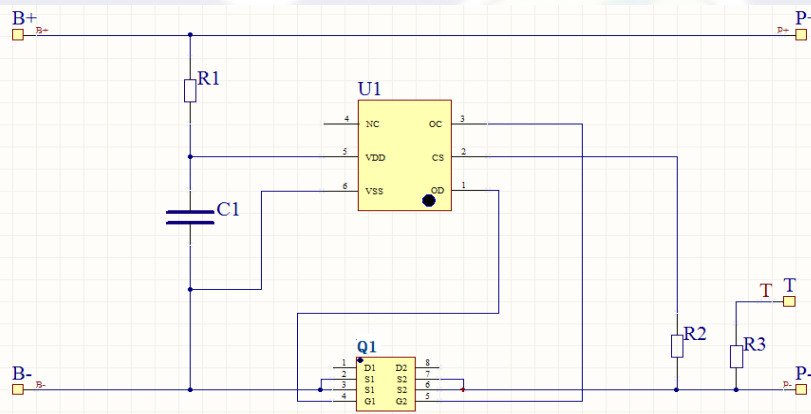 B+ P+
B+ P+
R1
U1
4 NC OC 3
5 VDD CS 2
6 VSS OD 1
C1
T T
R2 R3
Q1
1 D1 D2 8
2 S1 S2 7
3 S1 S2 6
4 G1 G2 5
B- P-
B- P-